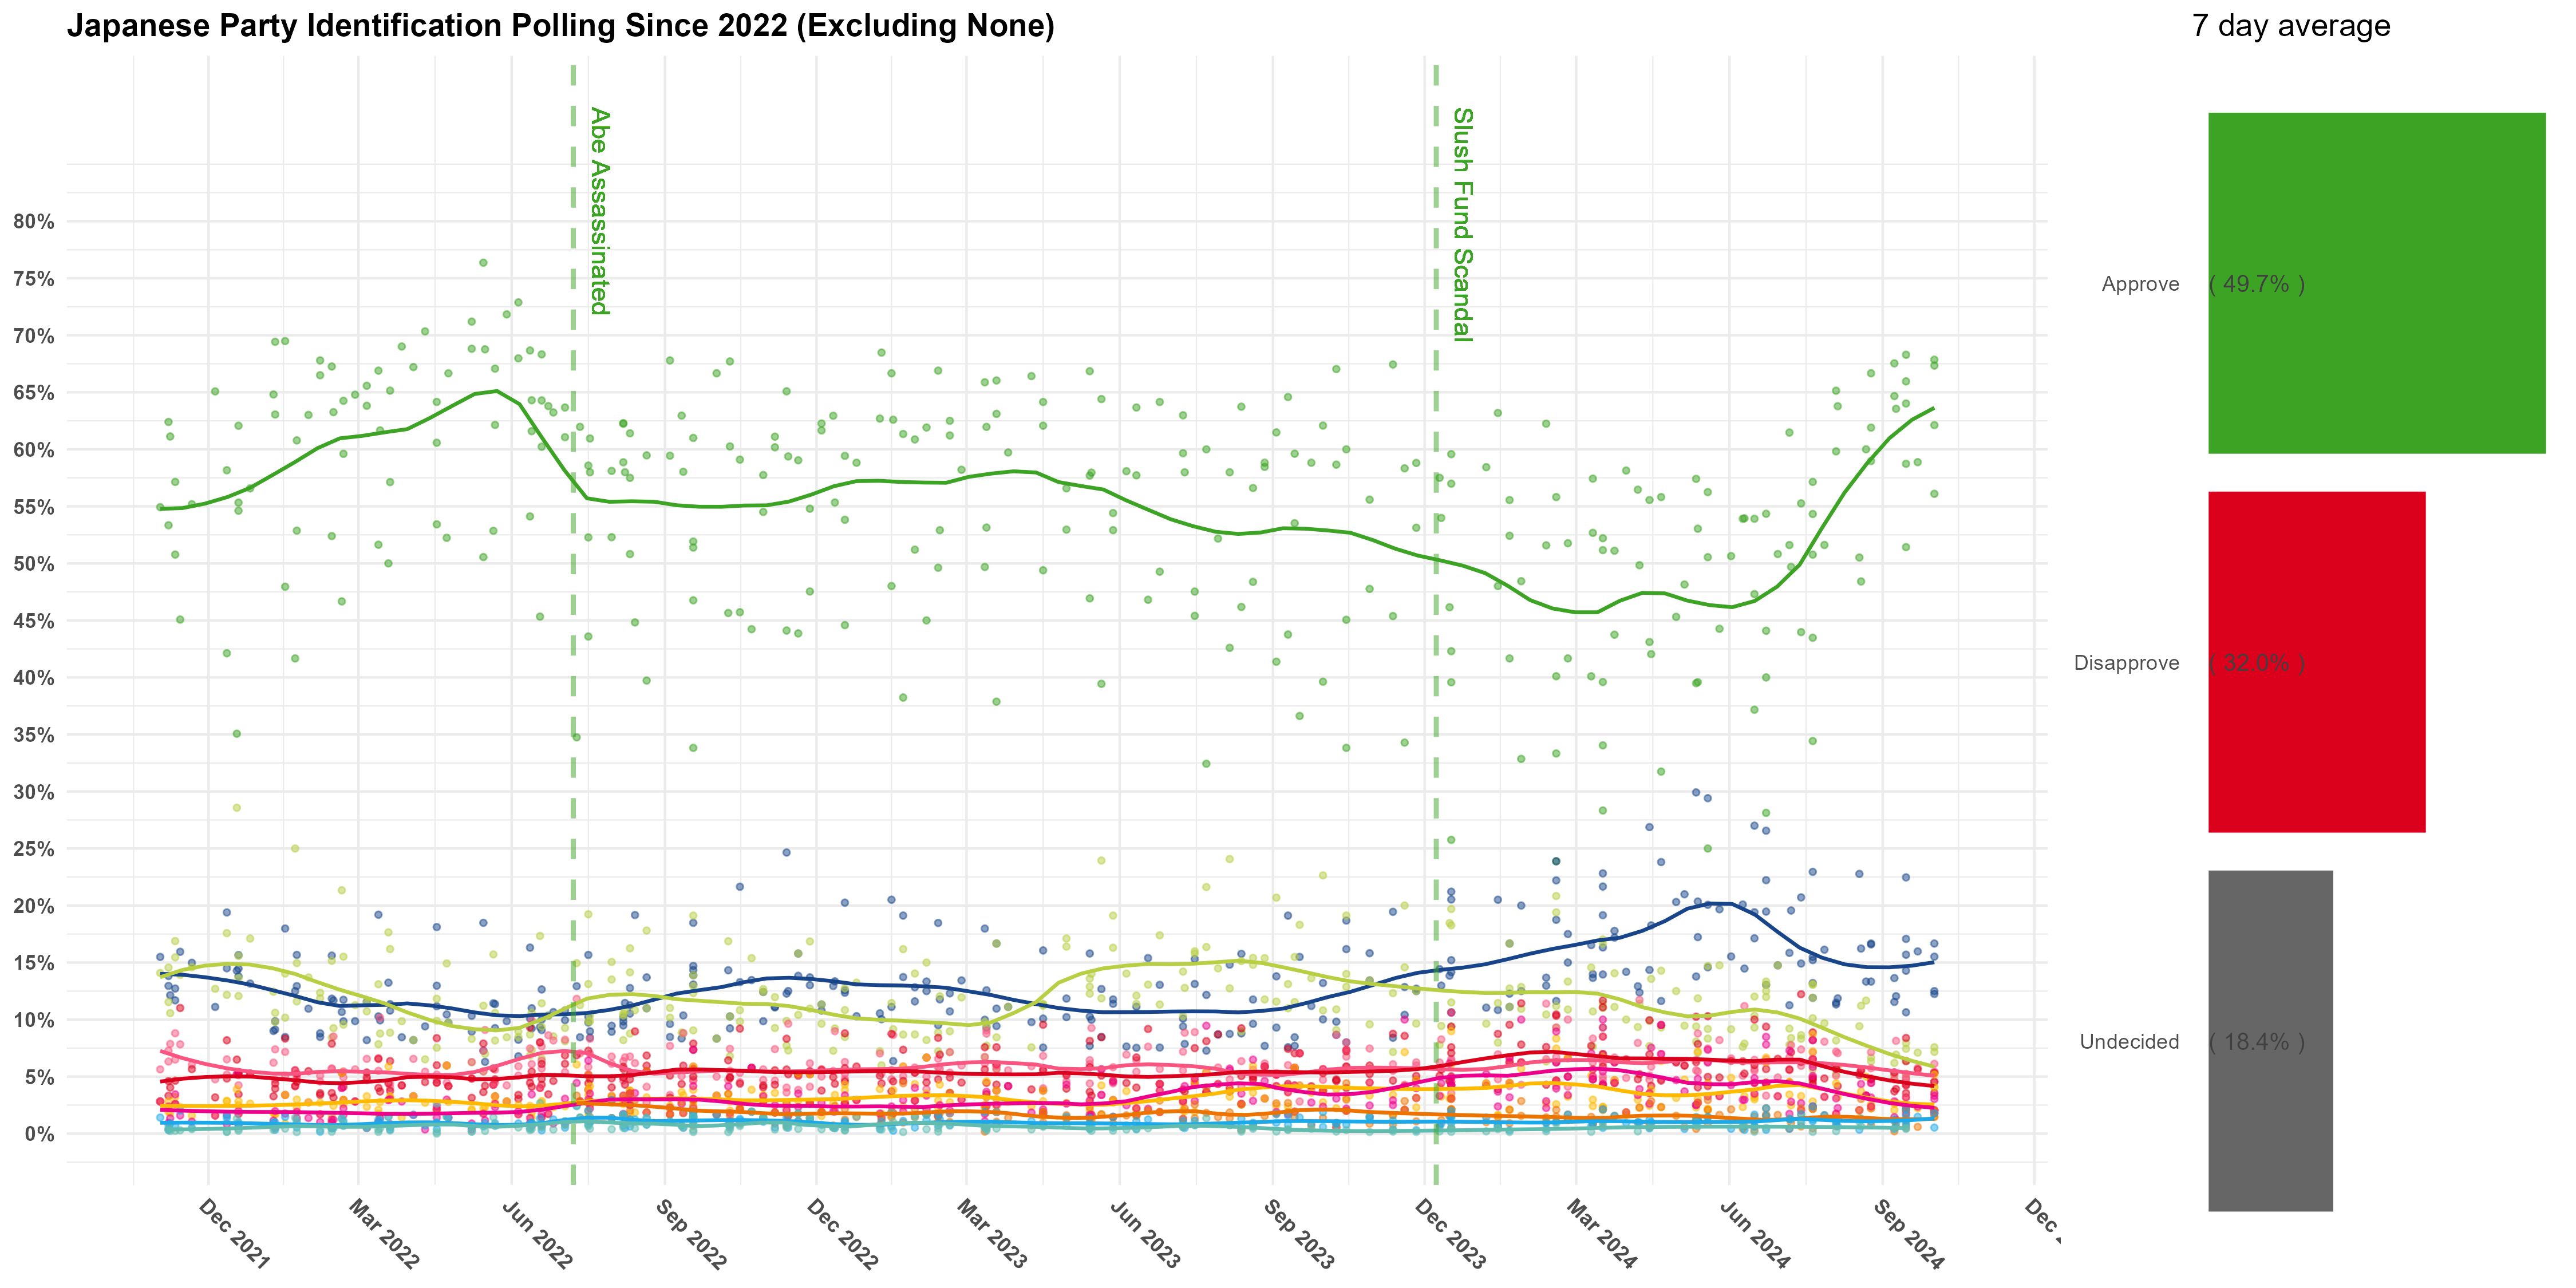 Japanese Party Identification Polling Since 2022 (Excluding None)
7 day average
Abe Assassinated
Slush Fund Scandal
80%
75%
70%
65%
60%
55%
50%
45%
40%
35%
30%
25%
20%
15%
10%
5%
0%
Dec 2021
Mar 2022
Jun 2022
Sep 2022
Dec 2022
Mar 2023
Jun 2023
Sep 2023
Dec 2023
Mar 2024
Jun 2024
Sep 2024
Dec
Approve
( 49.7% )
Disapprove
( 32.0% )
Undecided
( 18.4% )